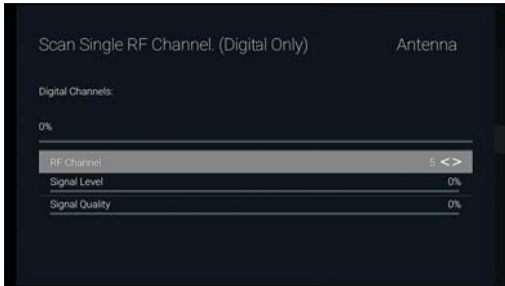 Scan Single RF Channel. (Digital Only) Antenna
Digital Channels:
0%
RF Channel 5 <>
Signal Level 0%
Signal Quality 0%